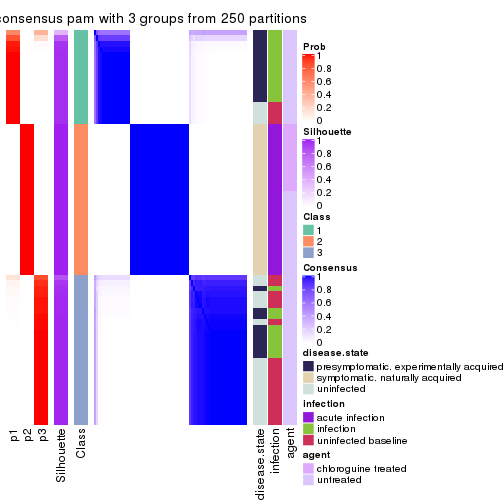 consensus pam with 3 groups from 250 partitions
Prob
1
0.8
0.6
0.4
0.2
0
Silhouette
1
0.8
0.6
0.4
0.2
0
Class
1
2
3
Consensus
1
0.8
0.6
0.4
0.2
0
disease.state
presymptomatic. experimentally acquired
symptomatic. naturally acquired
uninfected
infection
acute infection
infection
uninfected baseline
agent
chloroguine treated
untreated
p1
p2
p3
Silhouette
Class
disease.state
infection
agent